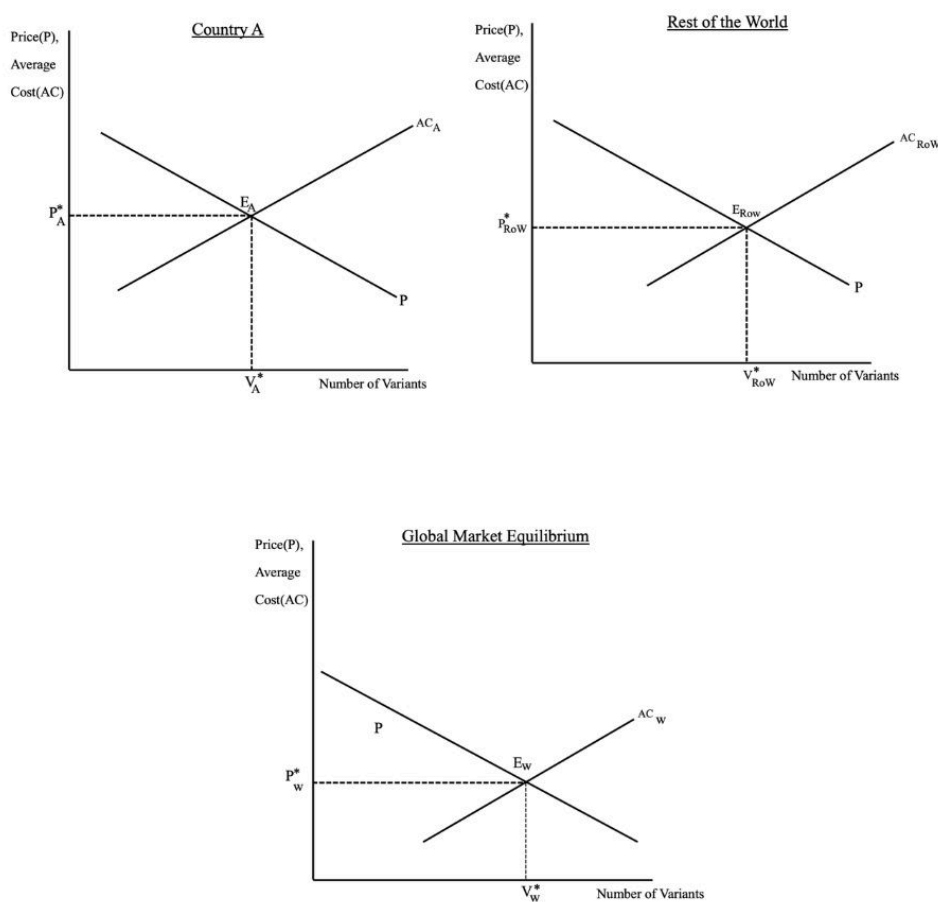 Country A
Price(P),
Average
Cost(AC)
AC_A
E_A
P*_A
P
V*_A
Number of Variants
Rest of the World
Price(P),
Average
Cost(AC)
AC_RoW
E_Row
P*_RoW
P
V*_RoW
Number of Variants
Global Market Equilibrium
Price(P),
Average
Cost(AC)
AC_W
P
E_W
P*_W
V*_W
Number of Variants